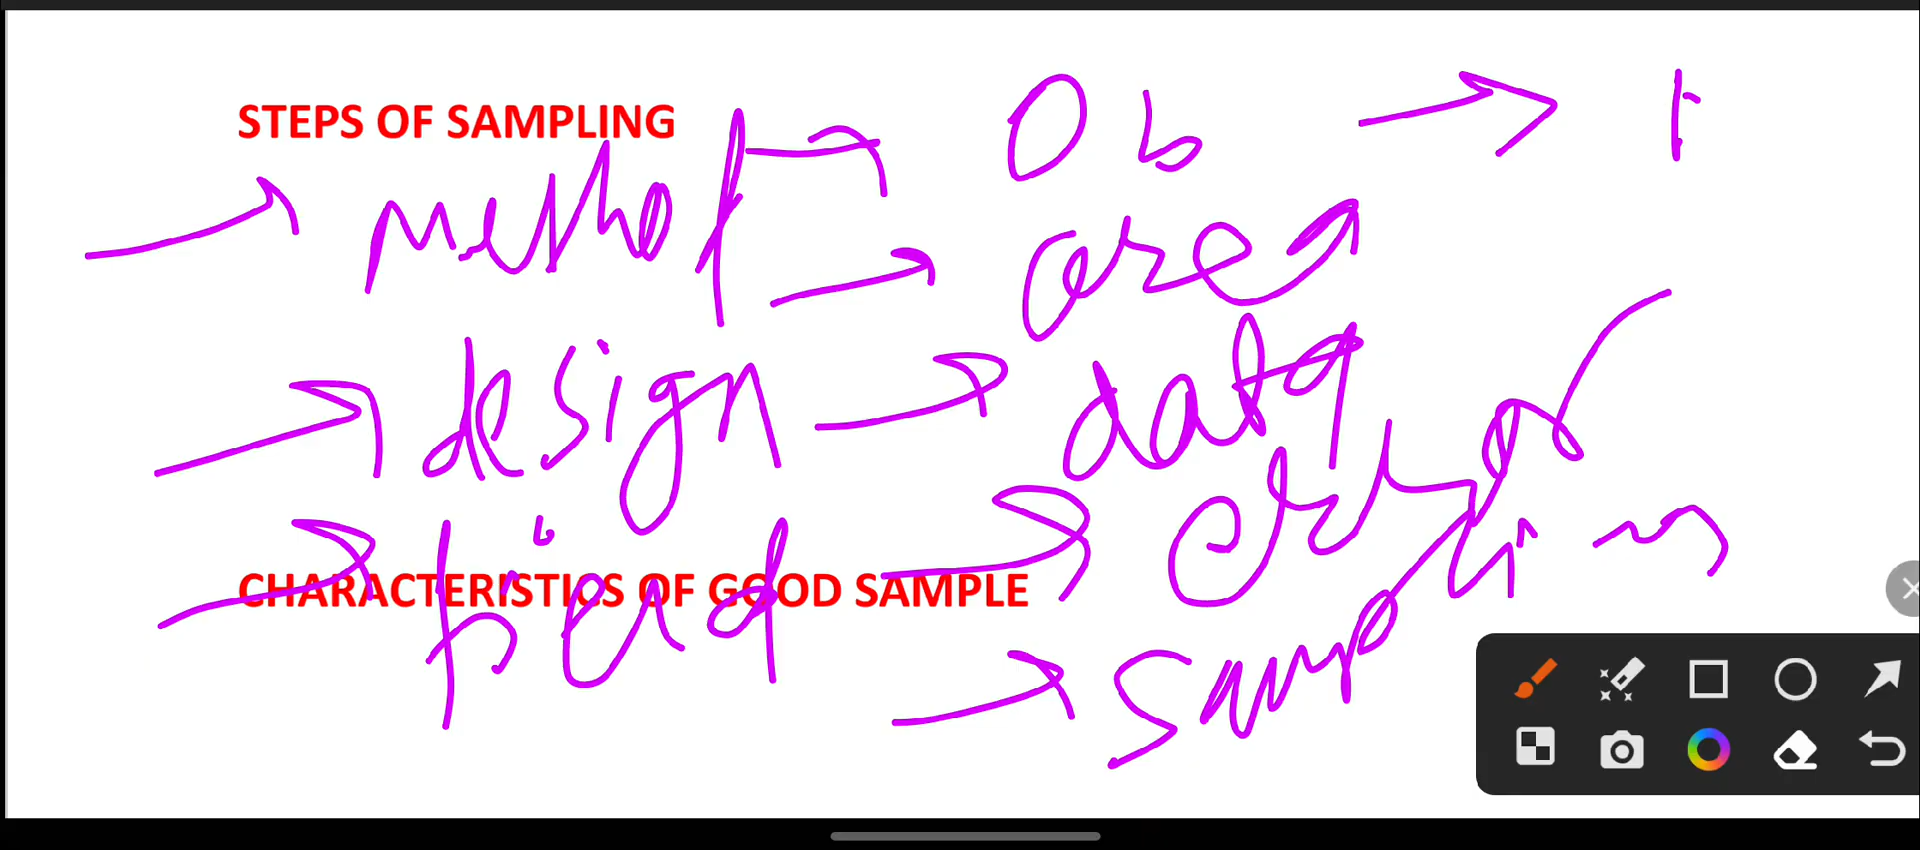 STEPS OF SAMPLING
Ob
method
area
design
data
error
CHARACTERISTICS OF GOOD SAMPLE
field
sampling